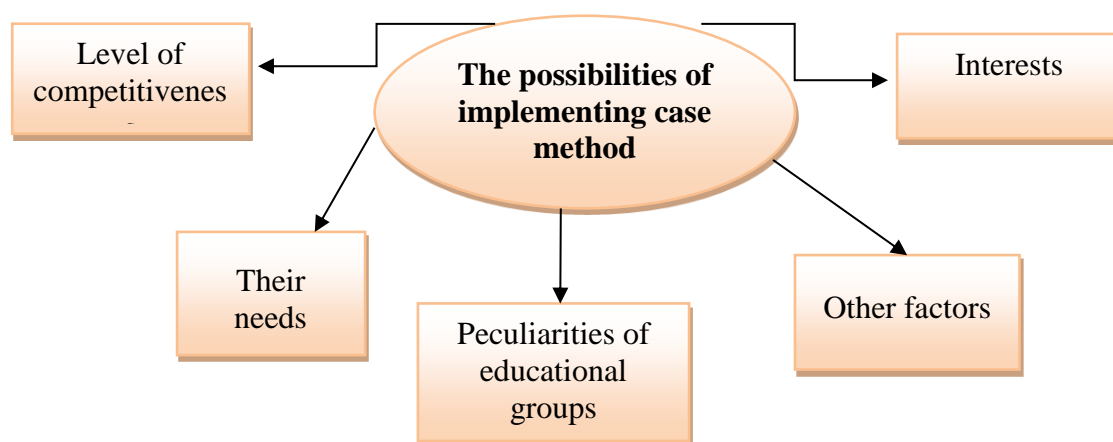 Level of
competitivenes
The possibilities of
implementing case
method
Interests
Their
needs
Peculiarities of
educational
groups
Other factors